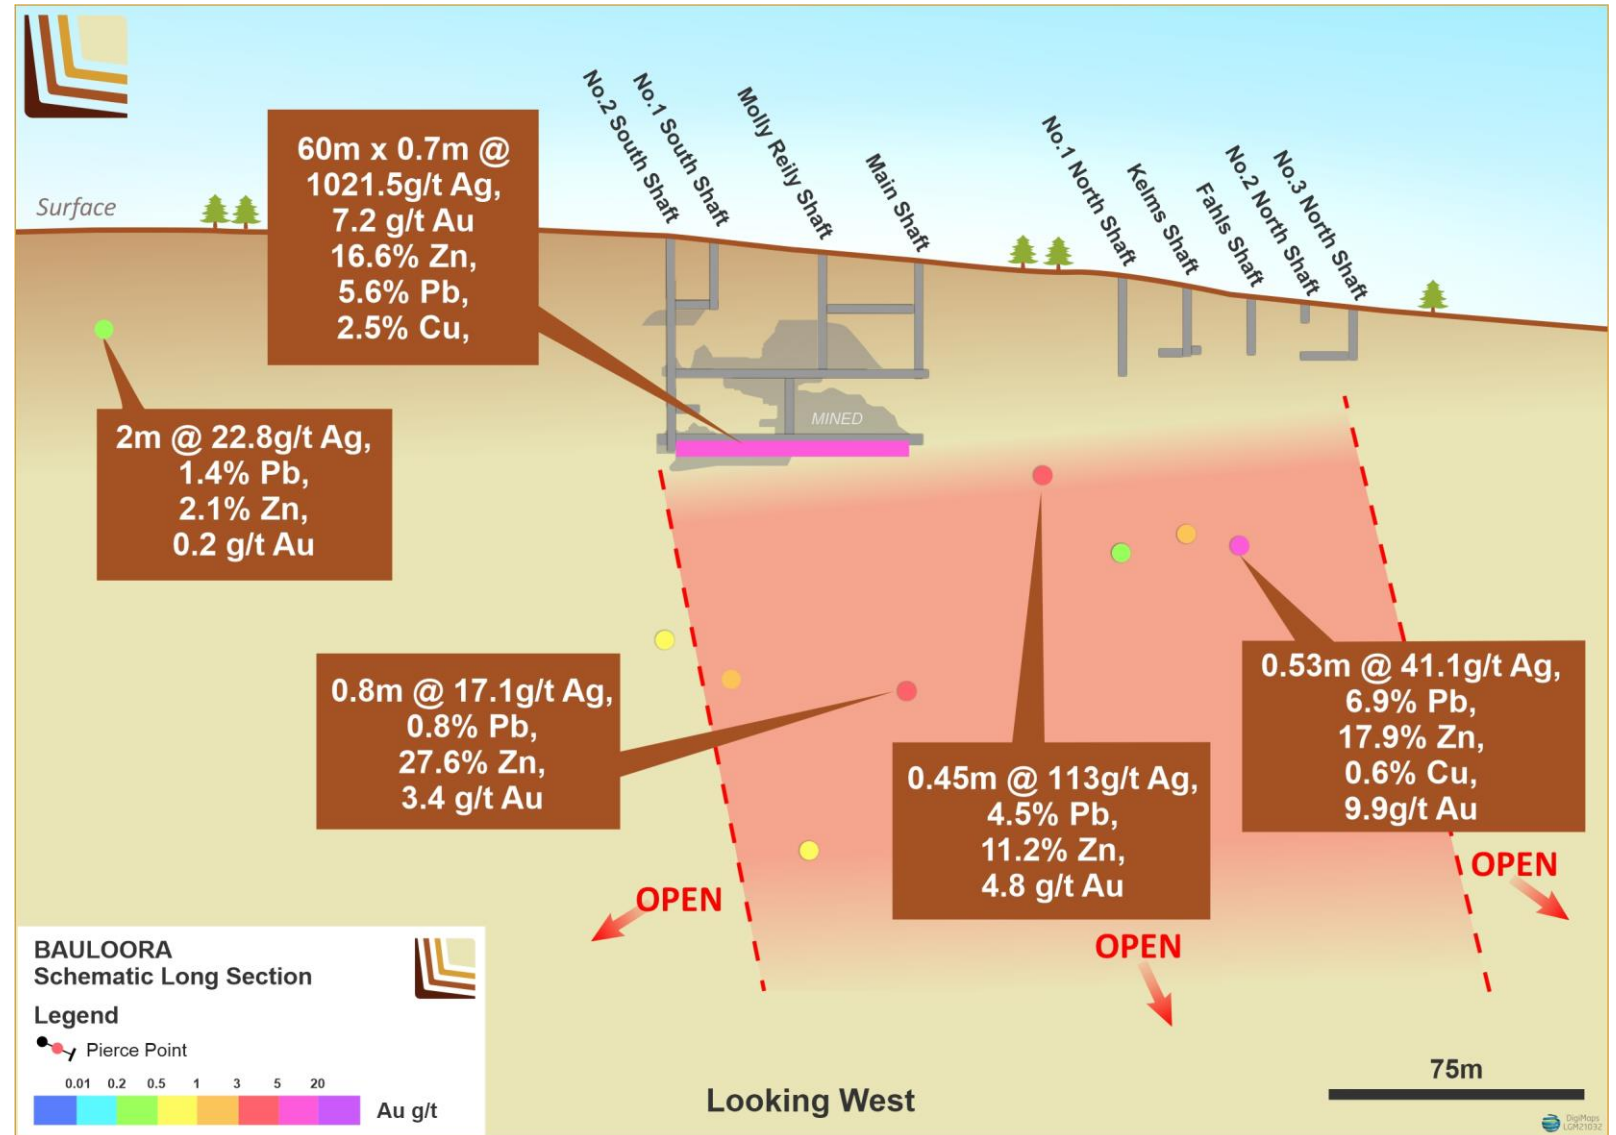 No.2 South Shaft
No.1 South Shaft
Molly Reily Shaft
Main Shaft
No.1 North Shaft
Kelms Shaft
Fahls Shaft
No.2 North Shaft
No.3 North Shaft
Surface
60m x 0.7m @
1021.5g/t Ag,
7.2 g/t Au
16.6% Zn,
5.6% Pb,
2.5% Cu,
MINED
2m @ 22.8g/t Ag,
1.4% Pb,
2.1% Zn,
0.2 g/t Au
0.8m @ 17.1g/t Ag,
0.8% Pb,
27.6% Zn,
3.4 g/t Au
0.45m @ 113g/t Ag,
4.5% Pb,
11.2% Zn,
4.8 g/t Au
0.53m @ 41.1g/t Ag,
6.9% Pb,
17.9% Zn,
0.6% Cu,
9.9g/t Au
OPEN
OPEN
OPEN
BAULOORA
Schematic Long Section
Legend
Pierce Point
0.01 0.2 0.5 1 3 5 20
Au g/t
Looking West
75m
DigiMaps
LGM21032